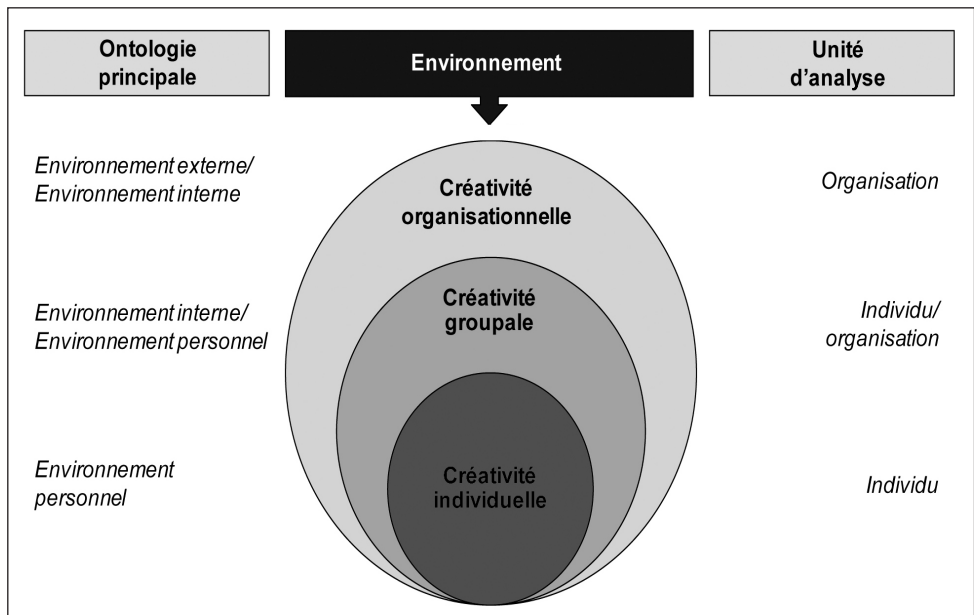 Ontologie
principale
Environnement
Unité
d'analyse
Environnement externe/
Environnement interne
Créativité
organisationnelle
Organisation
Environnement interne/
Environnement personnel
Créativité
groupale
Individu/
organisation
Environnement
personnel
Créativité
individuelle
Individu